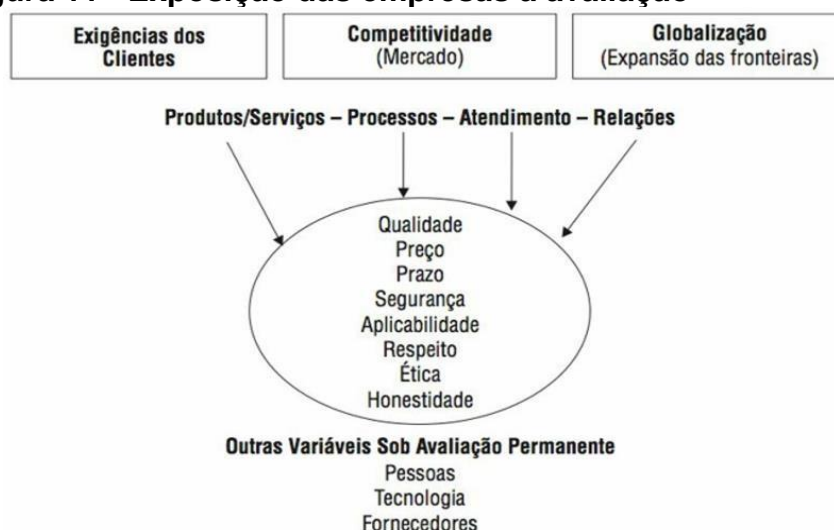 Exigências dos
Clientes
Competitividade
(Mercado)
Globalização
(Expansão das fronteiras)
Produtos/Serviços – Processos – Atendimento – Relações
Qualidade
Preço
Prazo
Segurança
Aplicabilidade
Respeito
Ética
Honestidade
Outras Variáveis Sob Avaliação Permanente
Pessoas
Tecnologia
Fornecedores